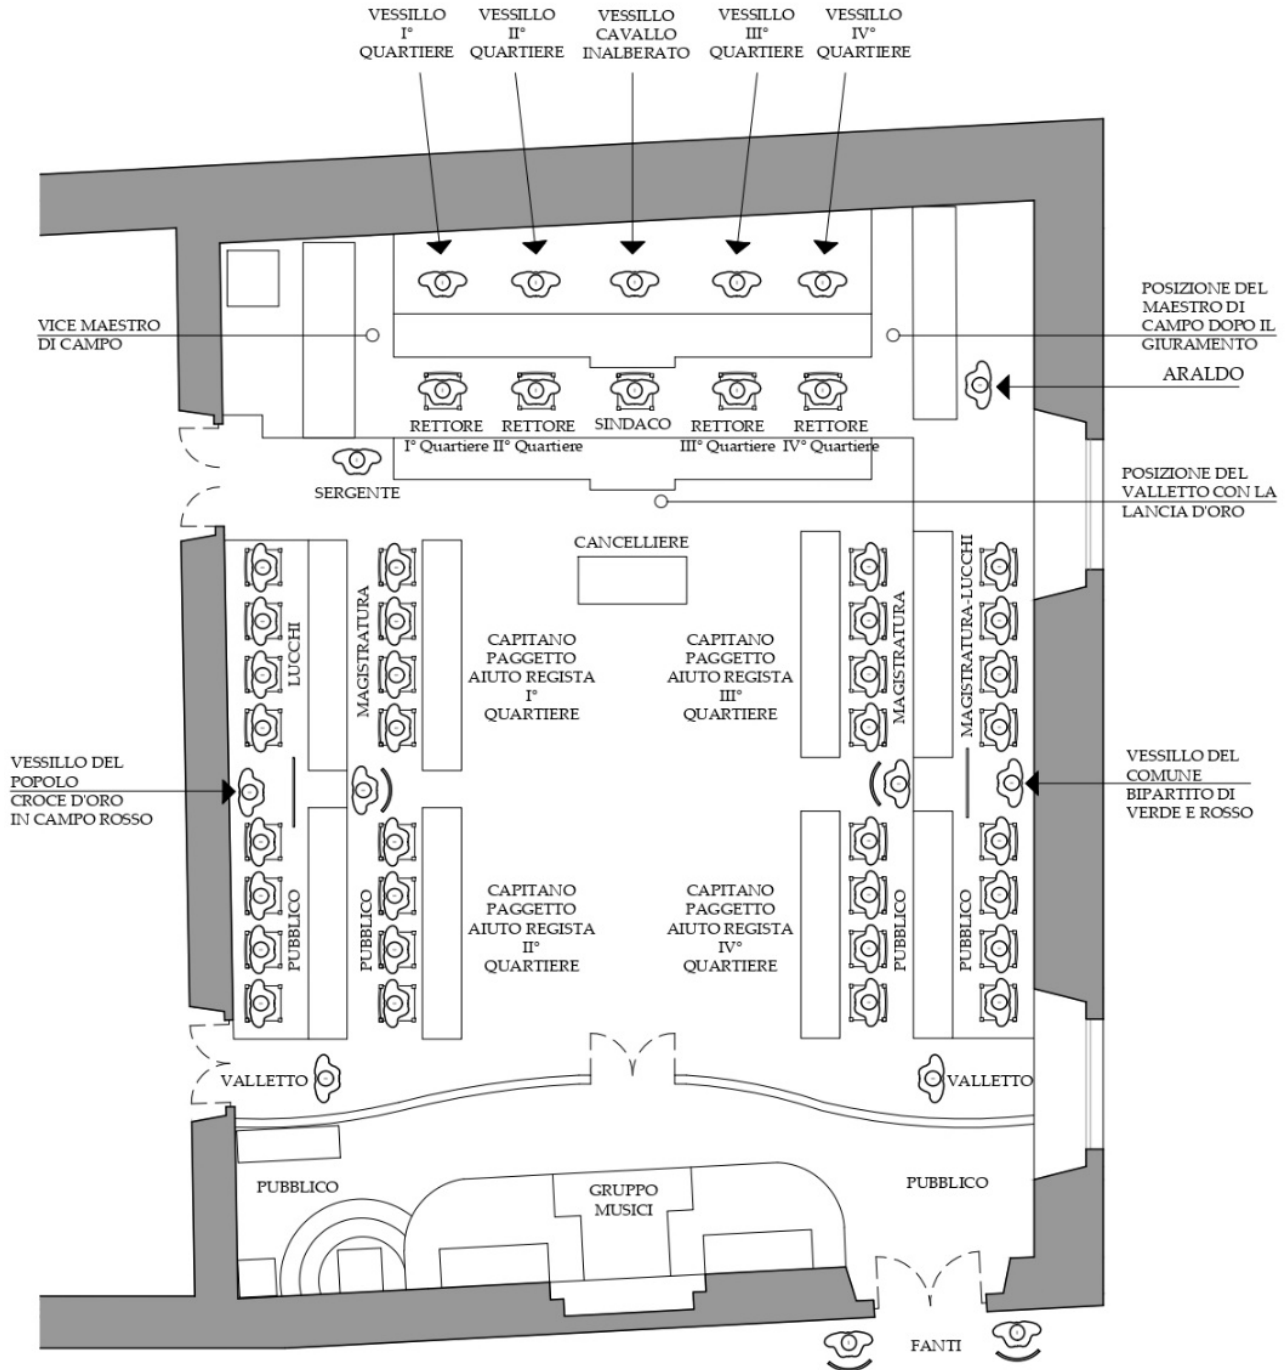 VESSILLO
I°
QUARTIERE
VESSILLO
II°
QUARTIERE
VESSILLO
CAVALLO
INALBERATO
VESSILLO
III°
QUARTIERE
VESSILLO
IV°
QUARTIERE
VICE MAESTRO
DI CAMPO
POSIZIONE DEL
MAESTRO DI
CAMPO DOPO IL
GIURAMENTO
ARALDO
RETTORE
I° Quartiere
RETTORE
II° Quartiere
SINDACO
RETTORE
III° Quartiere
RETTORE
IV° Quartiere
SERGENTE
POSIZIONE DEL
VALLETTO CON LA
LANCIA D'ORO
CANCELLIERE
LUCCHI
MAGISTRATURA
CAPITANO
PAGGETTO
AIUTO REGISTA
I°
QUARTIERE
CAPITANO
PAGGETTO
AIUTO REGISTA
III°
QUARTIERE
MAGISTRATURA
MAGISTRATURA-LUCCHI
VESSILLO DEL
POPOLO
CROCE D'ORO
IN CAMPO ROSSO
VESSILLO DEL
COMUNE
BIPARTITO DI
VERDE E ROSSO
PUBBLICO
PUBBLICO
CAPITANO
PAGGETTO
AIUTO REGISTA
II°
QUARTIERE
CAPITANO
PAGGETTO
AIUTO REGISTA
IV°
QUARTIERE
PUBBLICO
PUBBLICO
VALLETTO
VALLETTO
PUBBLICO
GRUPPO
MUSICI
PUBBLICO
FANTI